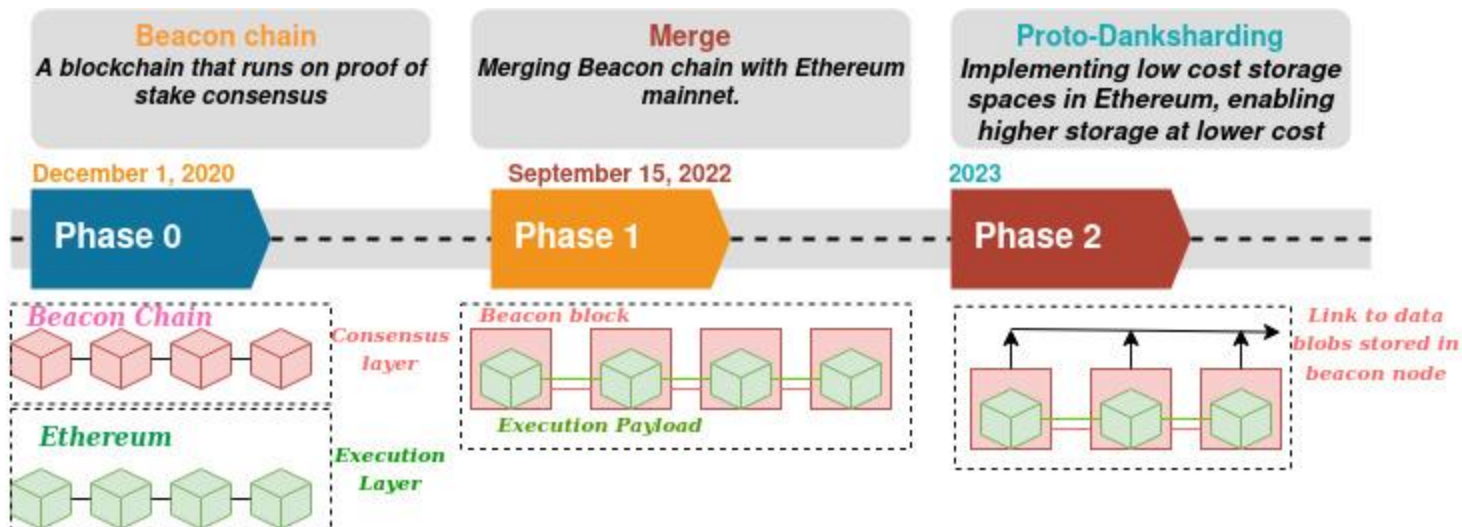 Beacon chain
A blockchain that runs on proof of
stake consensus
Merge
Merging Beacon chain with Ethereum
mainnet.
Proto-Danksharding
Implementing low cost storage
spaces in Ethereum, enabling
higher storage at lower cost
December 1, 2020
September 15, 2022
2023
Phase 0
Phase 1
Phase 2
Beacon Chain
Consensus
layer
Ethereum
Execution
Layer
Beacon block
Execution Payload
Link to data
blobs stored in
beacon node